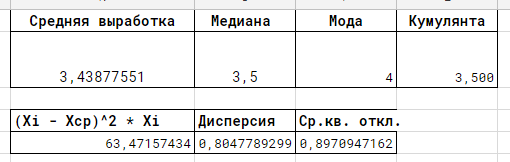 Средняя выработка Медиана Мода Кумулянта
3,43877551 3,5 4 3,500
(Xi - Xср)^2 * Xi Дисперсия Ср.кв. откл.
63,47157434 0,8047789299 0,8970947162